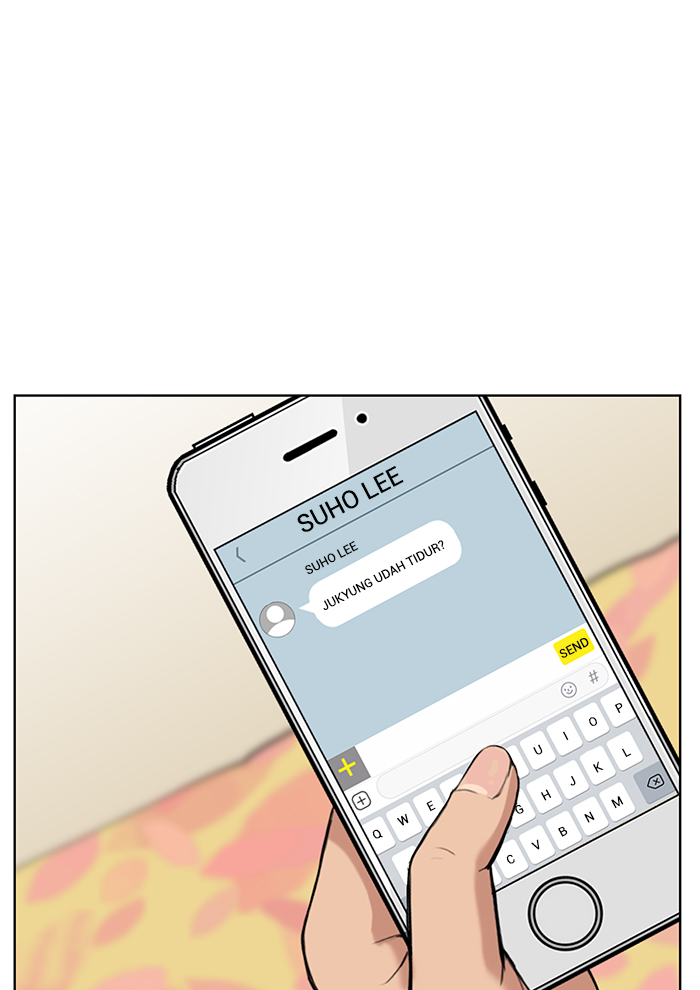 SUHO LEE
SUHO LEE
JUKYUNG UDAH TIDUR?
SEND
#
U I O P
Q W E
G H J K L
C V B N M